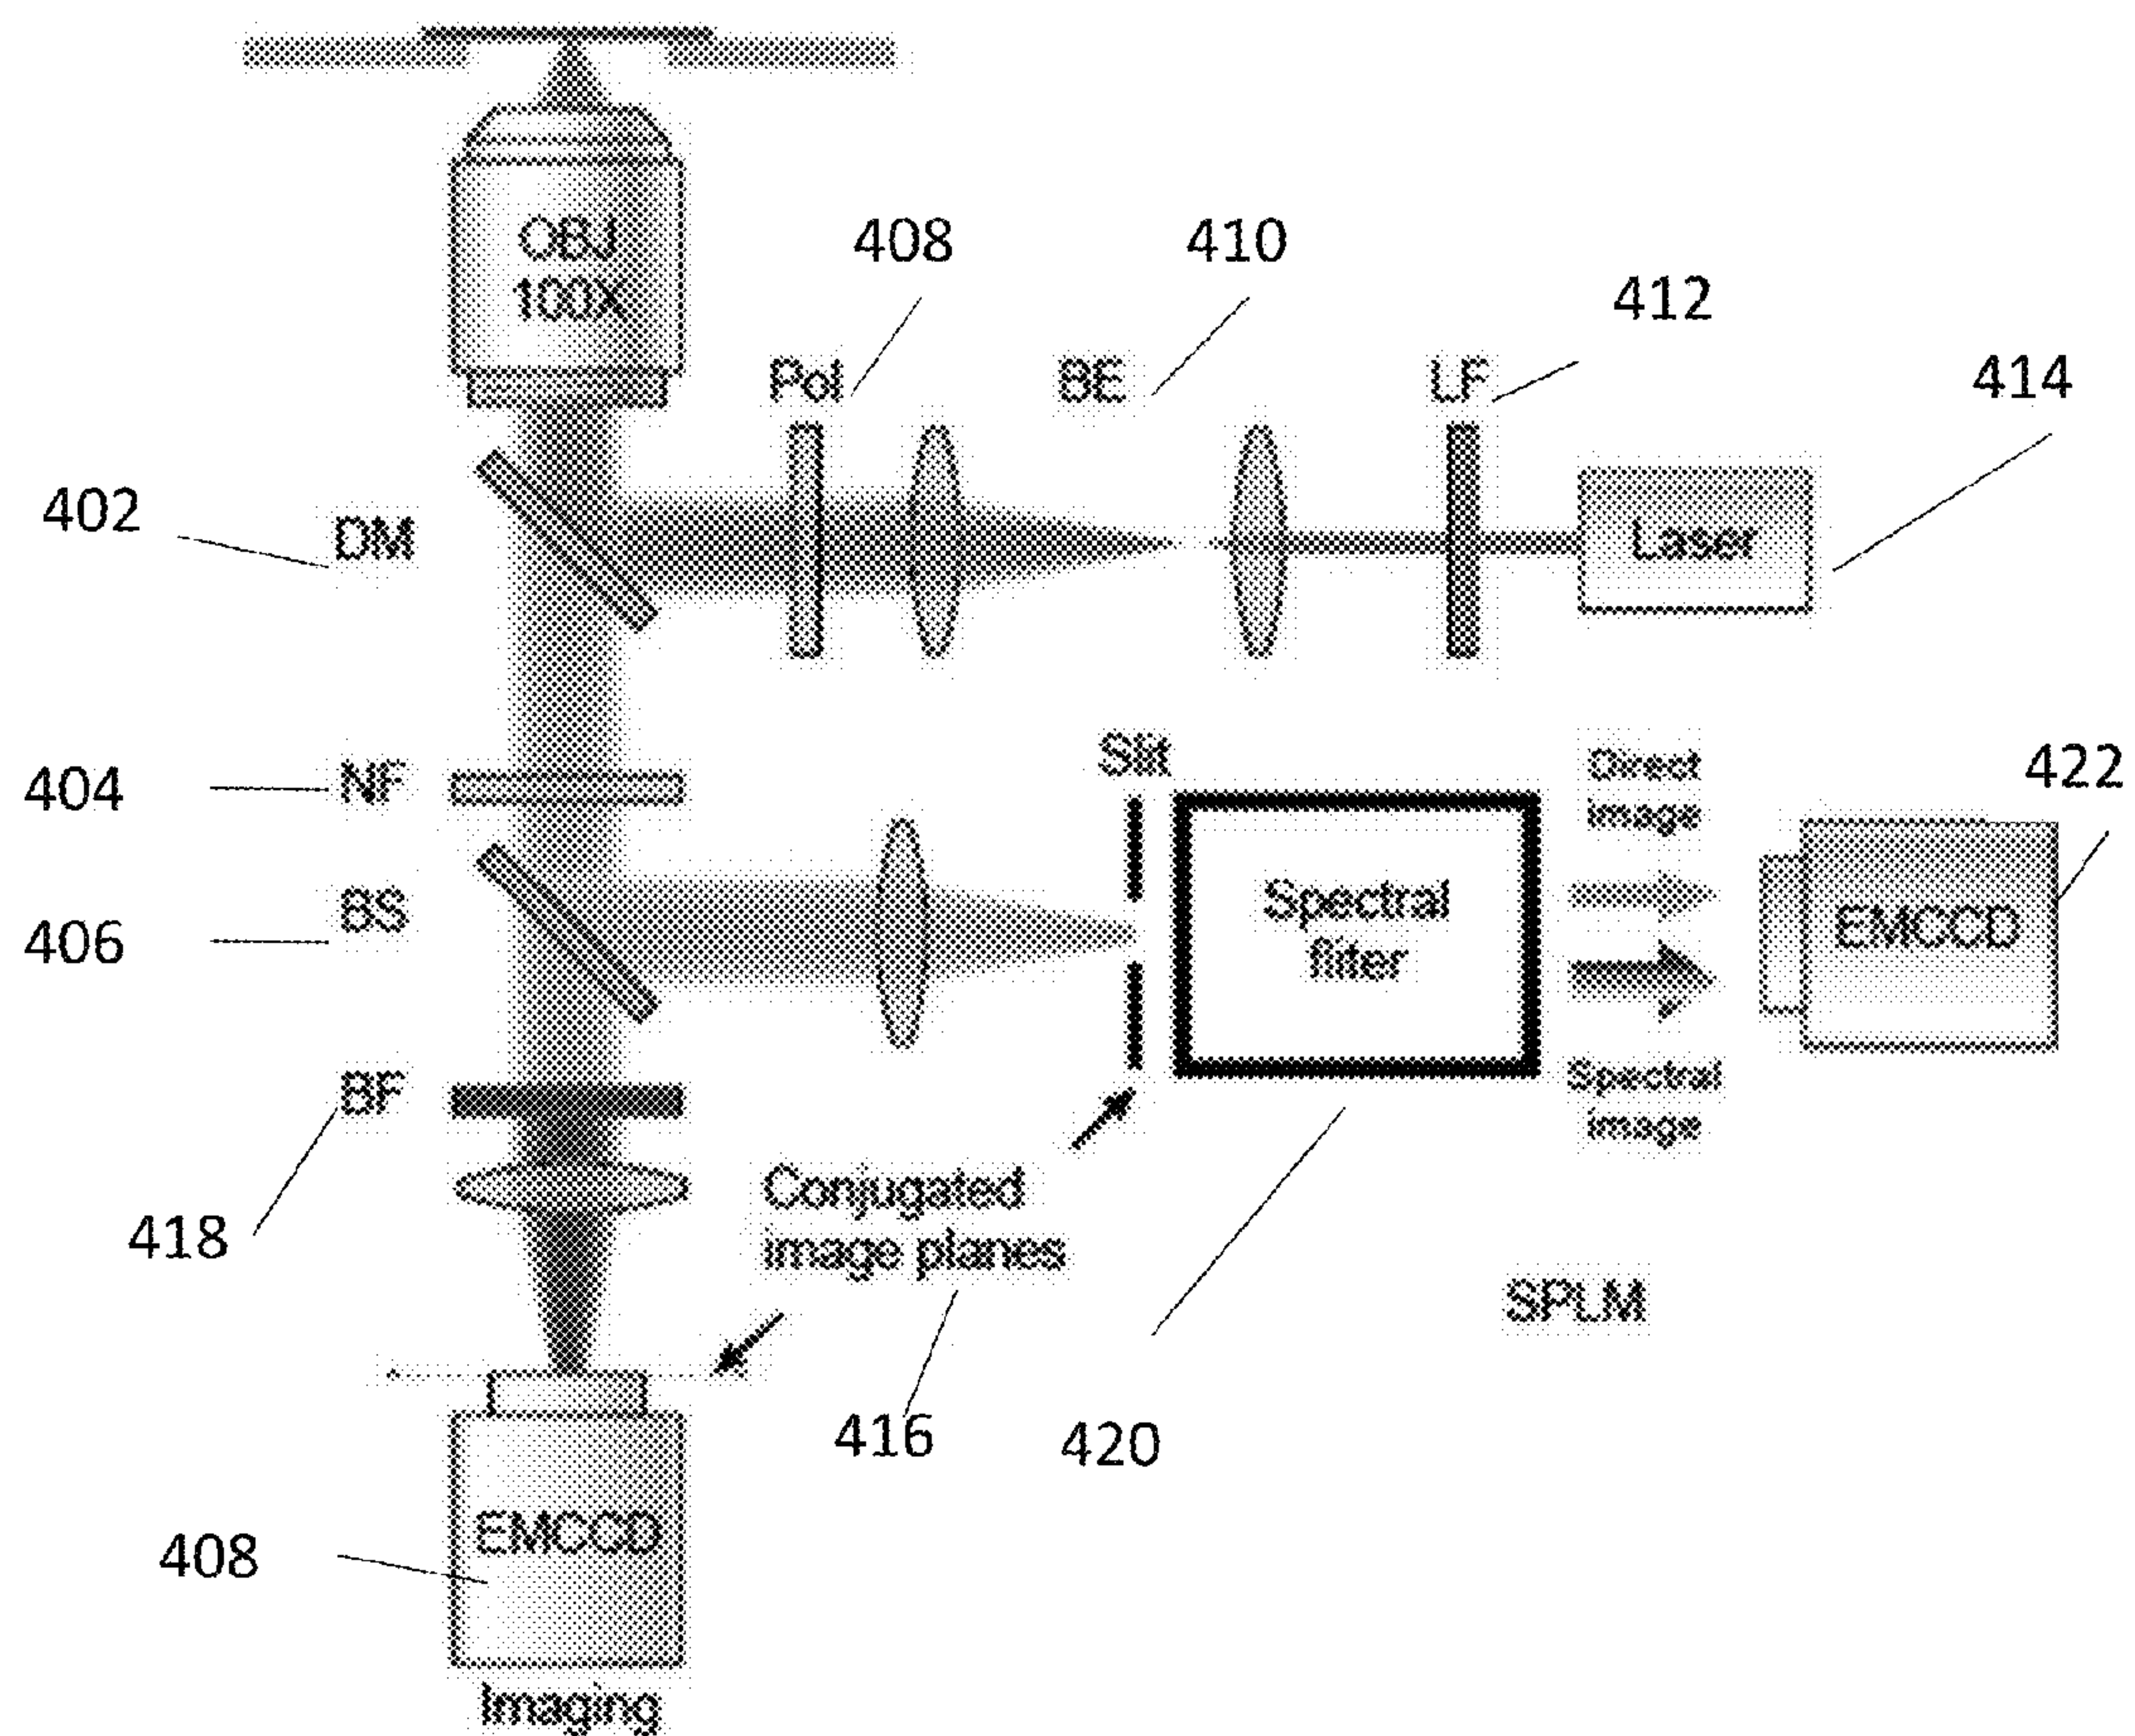 OBJ
100X
408
410
412
414
Pol
BE
LF
Laser
402
DM
404
NF
BS
406
Slit
Direct
image
422
Spectral
filter
EMCCD
Spectral
image
BF
418
Conjugated
image planes
SPLM
416
420
EMCCD
408
Imaging